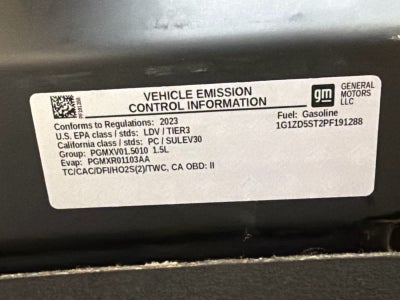 VEHICLE EMISSION
CONTROL INFORMATION
gm
GENERAL
MOTORS
LLC
Conforms to Regulations: 2023
U.S. EPA class / stds: LDV / TIER3
California class / stds: PC / SULEV30
Group: PGMXV01.5010 1.5L
Evap: PGMXR01103AA
TC/CAC/DFI/HO2S(2)/TWC, CA OBD: II
Fuel: Gasoline
1G1ZD5ST2PF191288